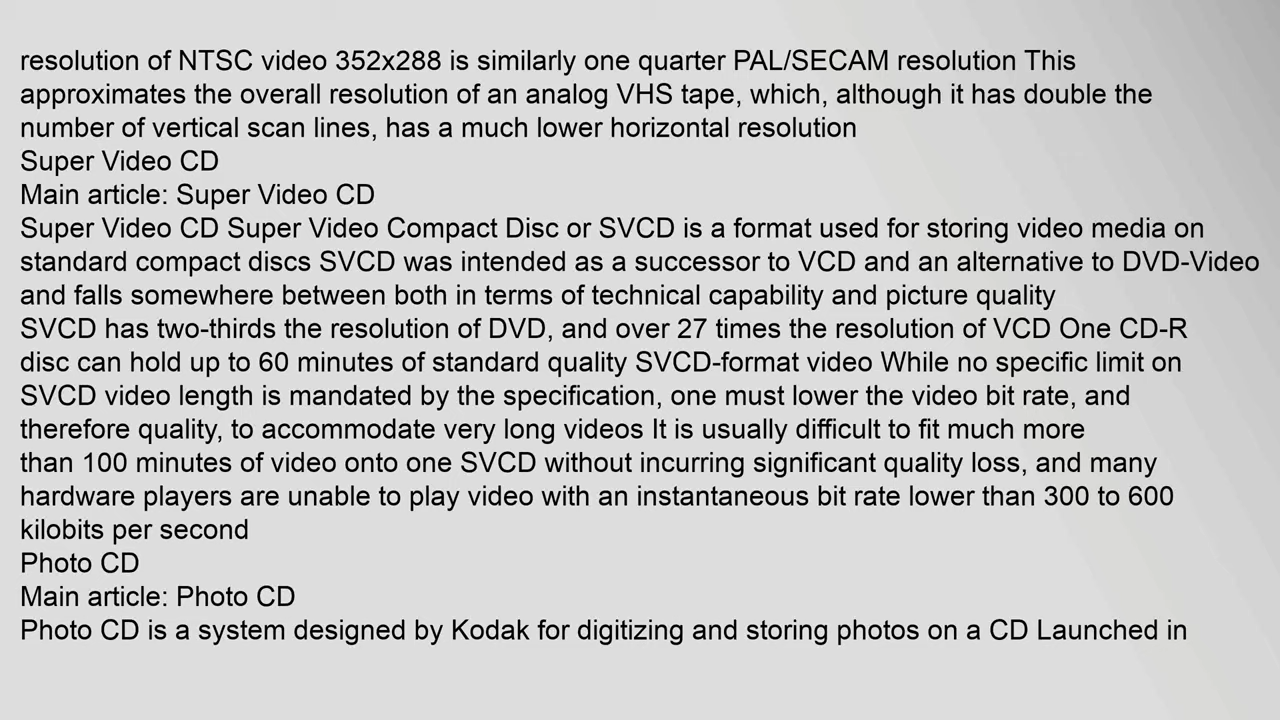 resolution of NTSC video 352x288 is similarly one quarter PAL/SECAM resolution This
approximates the overall resolution of an analog VHS tape, which, although it has double the
number of vertical scan lines, has a much lower horizontal resolution
Super Video CD
Main article: Super Video CD
Super Video CD Super Video Compact Disc or SVCD is a format used for storing video media on
standard compact discs SVCD was intended as a successor to VCD and an alternative to DVD-Video
and falls somewhere between both in terms of technical capability and picture quality
SVCD has two-thirds the resolution of DVD, and over 27 times the resolution of VCD One CD-R
disc can hold up to 60 minutes of standard quality SVCD-format video While no specific limit on
SVCD video length is mandated by the specification, one must lower the video bit rate, and
therefore quality, to accommodate very long videos It is usually difficult to fit much more
than 100 minutes of video onto one SVCD without incurring significant quality loss, and many
hardware players are unable to play video with an instantaneous bit rate lower than 300 to 600
kilobits per second
Photo CD
Main article: Photo CD
Photo CD is a system designed by Kodak for digitizing and storing photos on a CD Launched in